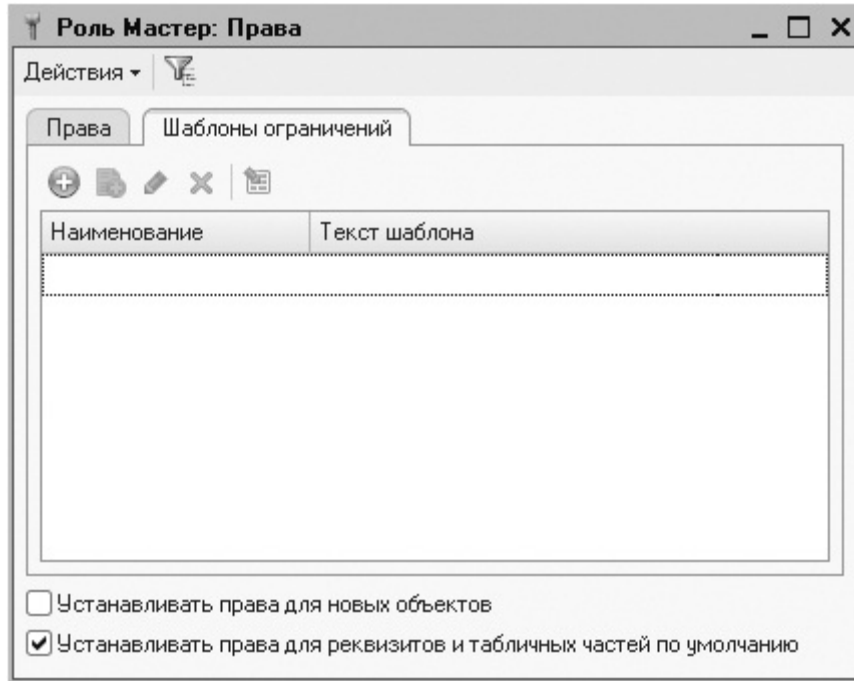 Роль Мастер: Права
Действия
Права Шаблоны ограничений
Наименование Текст шаблона
Устанавливать права для новых объектов
Устанавливать права для реквизитов и табличных частей по умолчанию